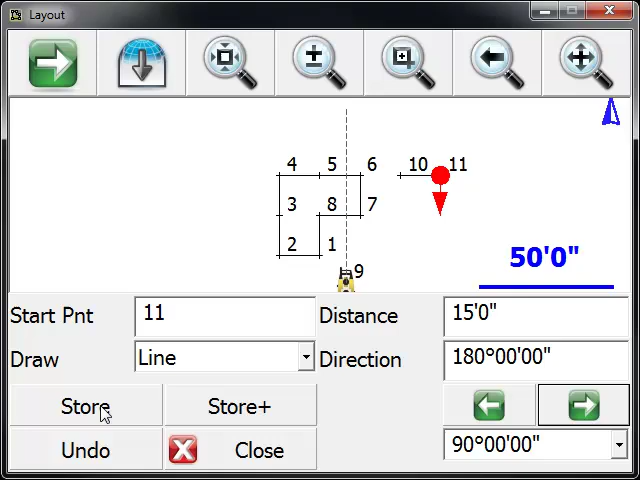 Layout
4 5 6 10 11
3 8 7
2 1
9
50'0"
Start Pnt 11 Distance 15'0"
Draw Line Direction 180°00'00"
Store Store+
Undo Close 90°00'00"